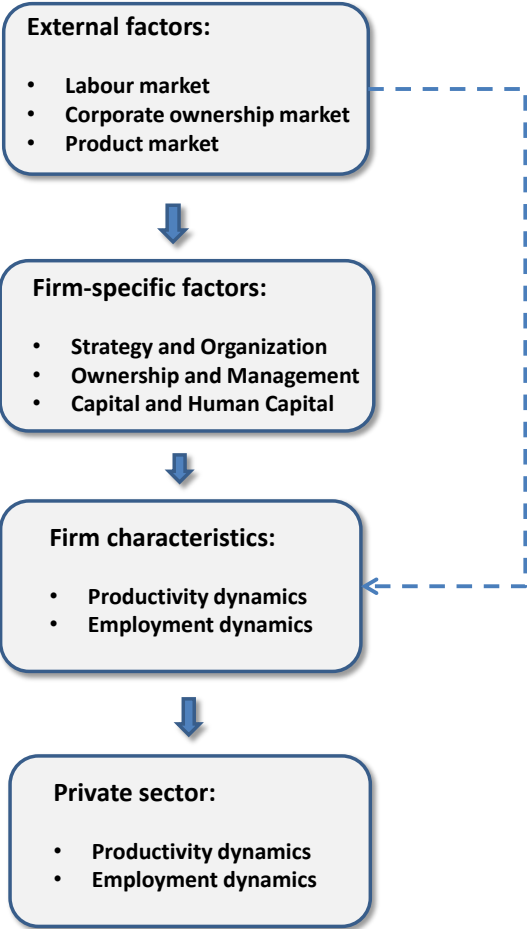 External factors:
• Labour market
• Corporate ownership market
• Product market
Firm-specific factors:
• Strategy and Organization
• Ownership and Management
• Capital and Human Capital
Firm characteristics:
• Productivity dynamics
• Employment dynamics
Private sector:
• Productivity dynamics
• Employment dynamics